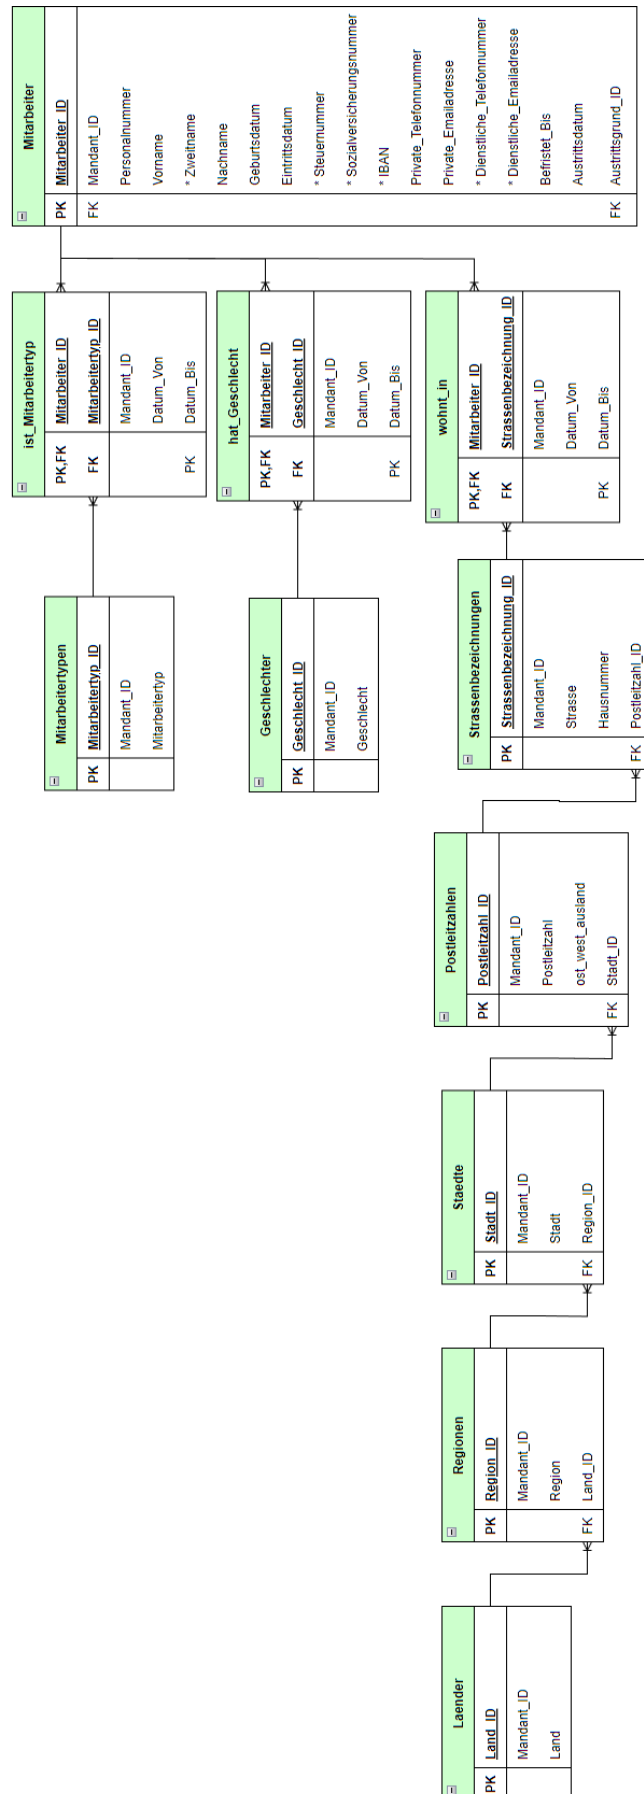 Mitarbeiter
PK Mitarbeiter_ID
FK Mandant_ID
Personalnummer
Vorname
* Zweitname
Nachname
Geburtsdatum
Eintrittsdatum
* Steuernummer
* Sozialversicherungsnummer
* IBAN
Private_Telefonnummer
Private_Emailadresse
* Dienstliche_Telefonnummer
* Dienstliche_Emailadresse
Befristet_Bis
Austrittsdatum
FK Austrittsgrund_ID
ist_Mitarbeitertyp
PK,FK Mitarbeiter_ID
FK Mitarbeitertyp_ID
Mandant_ID
Datum_Von
PK Datum_Bis
hat_Geschlecht
PK,FK Mitarbeiter_ID
FK Geschlecht_ID
Mandant_ID
Datum_Von
PK Datum_Bis
wohnt_in
PK,FK Mitarbeiter_ID
FK Strassenbezeichnung_ID
Mandant_ID
Datum_Von
PK Datum_Bis
Mitarbeitertypen
PK Mitarbeitertyp_ID
Mandant_ID
Mitarbeitertyp
Geschlechter
PK Geschlecht_ID
Mandant_ID
Geschlecht
Strassenbezeichnungen
PK Strassenbezeichnung_ID
Mandant_ID
Strasse
Hausnummer
FK Postleitzahl_ID
Postleitzahlen
PK Postleitzahl_ID
Mandant_ID
Postleitzahl
ost_west_ausland
FK Stadt_ID
Staedte
PK Stadt_ID
Mandant_ID
Stadt
FK Region_ID
Regionen
PK Region_ID
Mandant_ID
Region
FK Land_ID
Laender
PK Land_ID
Mandant_ID
Land